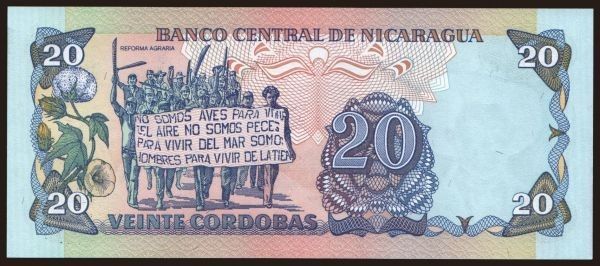 BANCO CENTRAL DE NICARAGUA
20
20
REFORMA AGRARIA
NO SOMOS AVES PARA VIVIR
DEL AIRE NO SOMOS PECES
PARA VIVIR DEL MAR SOMOS
HOMBRES PARA VIVIR DE LA TIERRA
20
20
VEINTE CORDOBAS
20